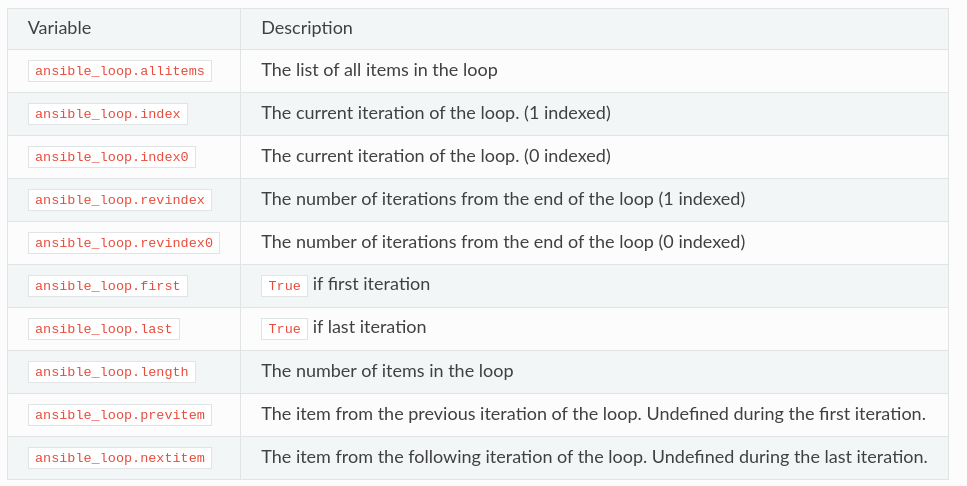 Variable Description
ansible_loop.allitems The list of all items in the loop
ansible_loop.index The current iteration of the loop. (1 indexed)
ansible_loop.index0 The current iteration of the loop. (0 indexed)
ansible_loop.revindex The number of iterations from the end of the loop (1 indexed)
ansible_loop.revindex0 The number of iterations from the end of the loop (0 indexed)
ansible_loop.first True if first iteration
ansible_loop.last True if last iteration
ansible_loop.length The number of items in the loop
ansible_loop.previtem The item from the previous iteration of the loop. Undefined during the first iteration.
ansible_loop.nextitem The item from the following iteration of the loop. Undefined during the last iteration.